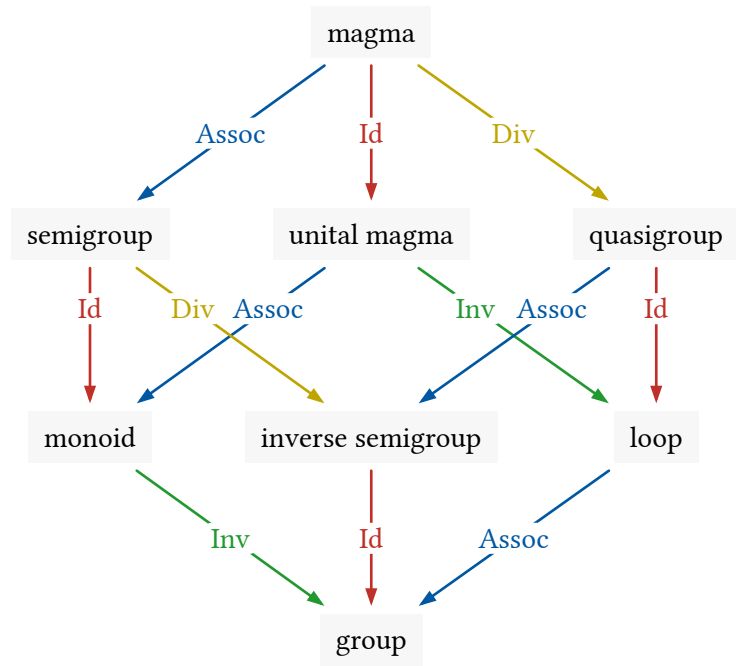 magma
Assoc Id Div
semigroup unital magma quasigroup
Id Div Assoc Inv Assoc Id
monoid inverse semigroup loop
Inv Id Assoc
group